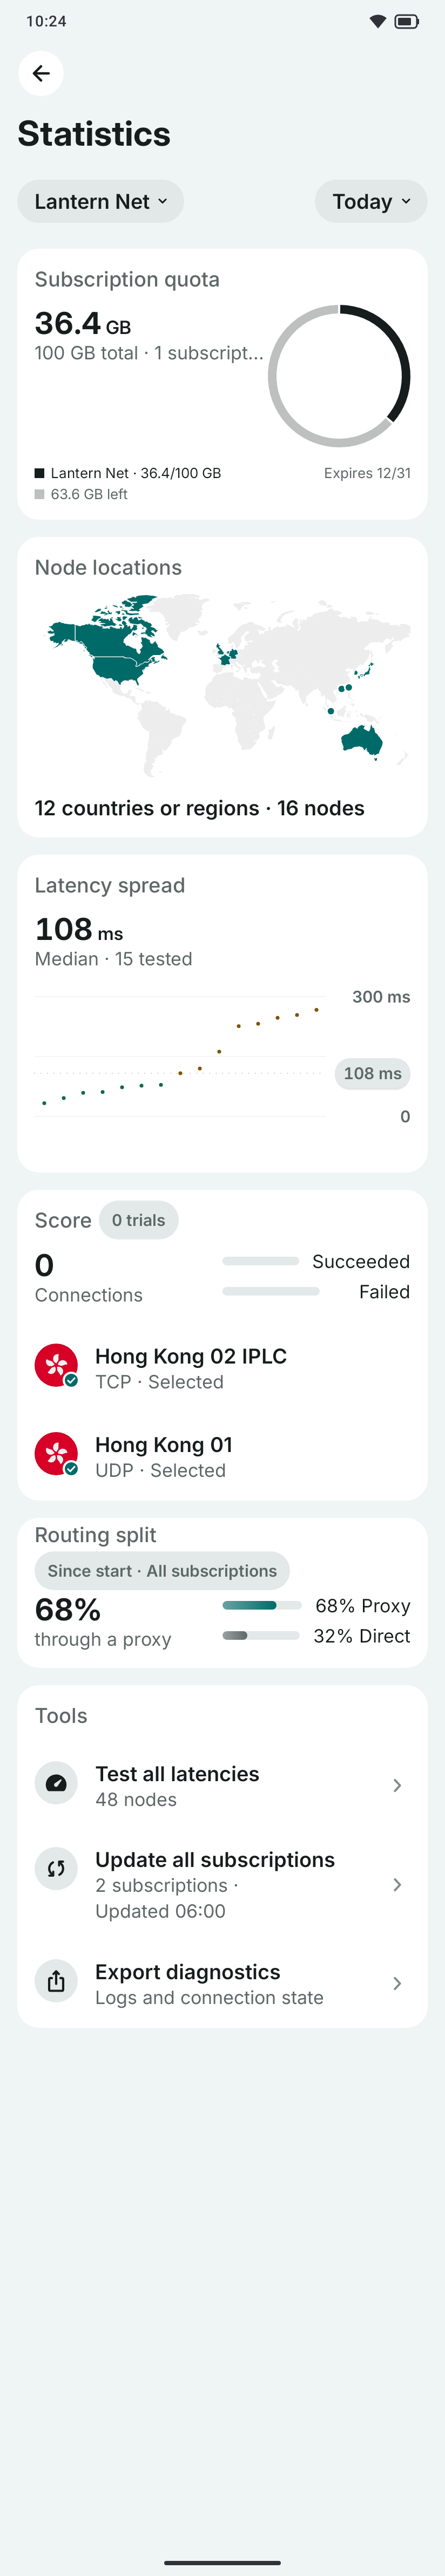 10:24
Statistics
Lantern Net
Today
Subscription quota
36.4 GB
100 GB total · 1 subscript...
Lantern Net · 36.4/100 GB
Expires 12/31
63.6 GB left
Node locations
12 countries or regions · 16 nodes
Latency spread
108 ms
Median · 15 tested
300 ms
108 ms
0
Score
0 trials
0
Connections
Succeeded
Failed
Hong Kong 02 IPLC
TCP · Selected
Hong Kong 01
UDP · Selected
Routing split
Since start · All subscriptions
68%
through a proxy
68% Proxy
32% Direct
Tools
Test all latencies
48 nodes
Update all subscriptions
2 subscriptions ·
Updated 06:00
Export diagnostics
Logs and connection state